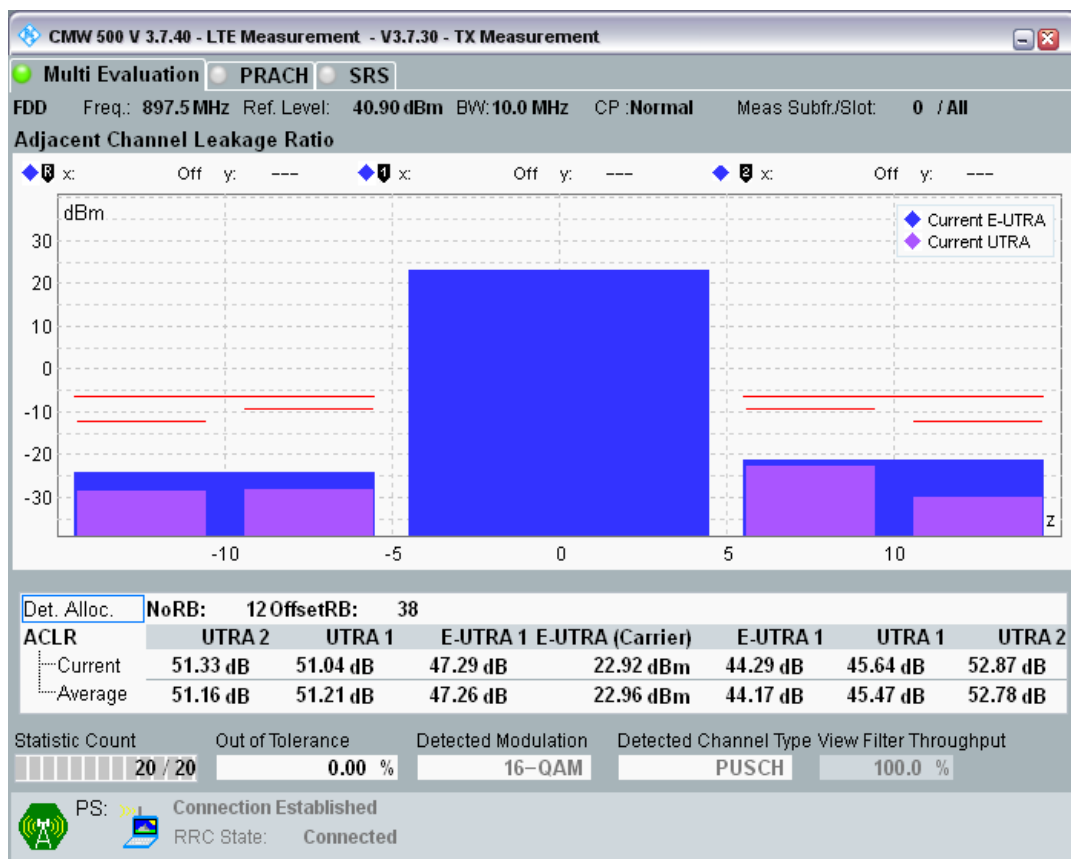 CMW 500 V 3.7.40 - LTE Measurement - V3.7.30 - TX Measurement
Multi Evaluation PRACH SRS
FDD Freq.: 897.5 MHz Ref. Level: 40.90 dBm BW: 10.0 MHz CP :Normal Meas Subfr./Slot: 0 / All
Adjacent Channel Leakage Ratio
R x: Off y: --- 1 x: Off y: --- 2 x: Off y: ---
dBm
Current E-UTRA
Current UTRA
30
20
10
0
-10
-20
-30
z
-10 -5 0 5 10
Det. Alloc. NoRB: 12 OffsetRB: 38
ACLR UTRA 2 UTRA 1 E-UTRA 1 E-UTRA (Carrier) E-UTRA 1 UTRA 1 UTRA 2
Current 51.33 dB 51.04 dB 47.29 dB 22.92 dBm 44.29 dB 45.64 dB 52.87 dB
Average 51.16 dB 51.21 dB 47.26 dB 22.96 dBm 44.17 dB 45.47 dB 52.78 dB
Statistic Count Out of Tolerance Detected Modulation Detected Channel Type View Filter Throughput
20 / 20 0.00 % 16-QAM PUSCH 100.0 %
PS: Connection Established
RRC State: Connected